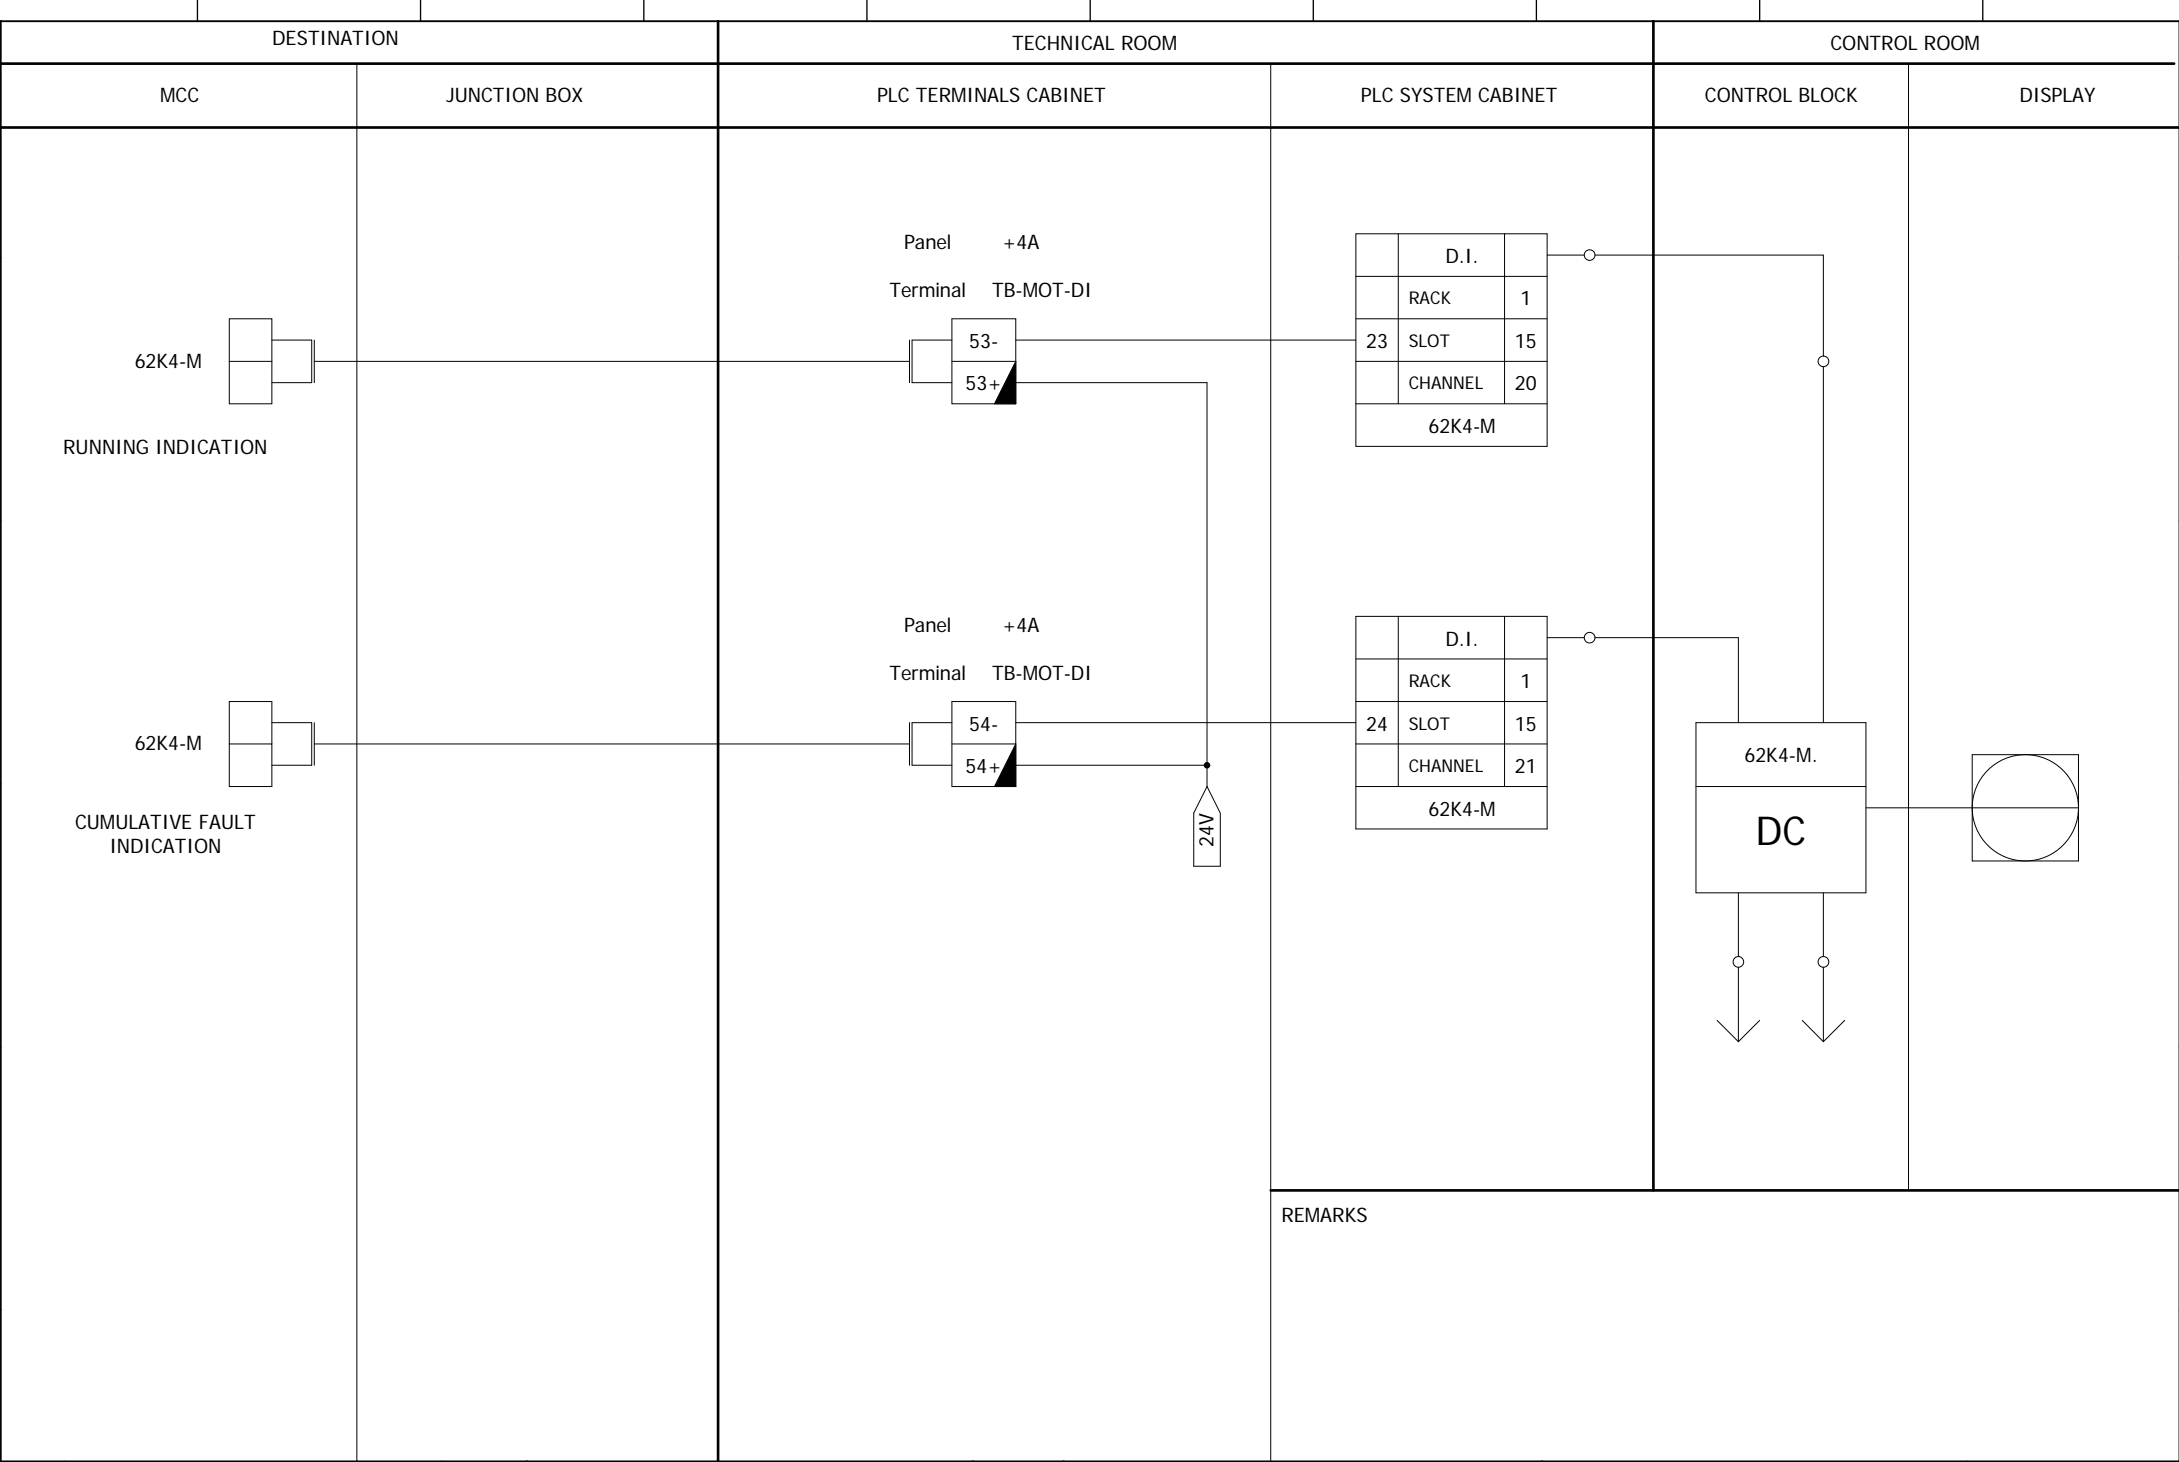 DESTINATION
TECHNICAL ROOM
CONTROL ROOM
MCC
JUNCTION BOX
PLC TERMINALS CABINET
PLC SYSTEM CABINET
CONTROL BLOCK
DISPLAY
62K4-M
RUNNING INDICATION
Panel +4A
Terminal TB-MOT-DI
53-
53+
D.I.
RACK 1
23 SLOT 15
CHANNEL 20
62K4-M
62K4-M
CUMULATIVE FAULT
INDICATION
Panel +4A
Terminal TB-MOT-DI
54-
54+
24V
D.I.
RACK 1
24 SLOT 15
CHANNEL 21
62K4-M
62K4-M.
DC
REMARKS